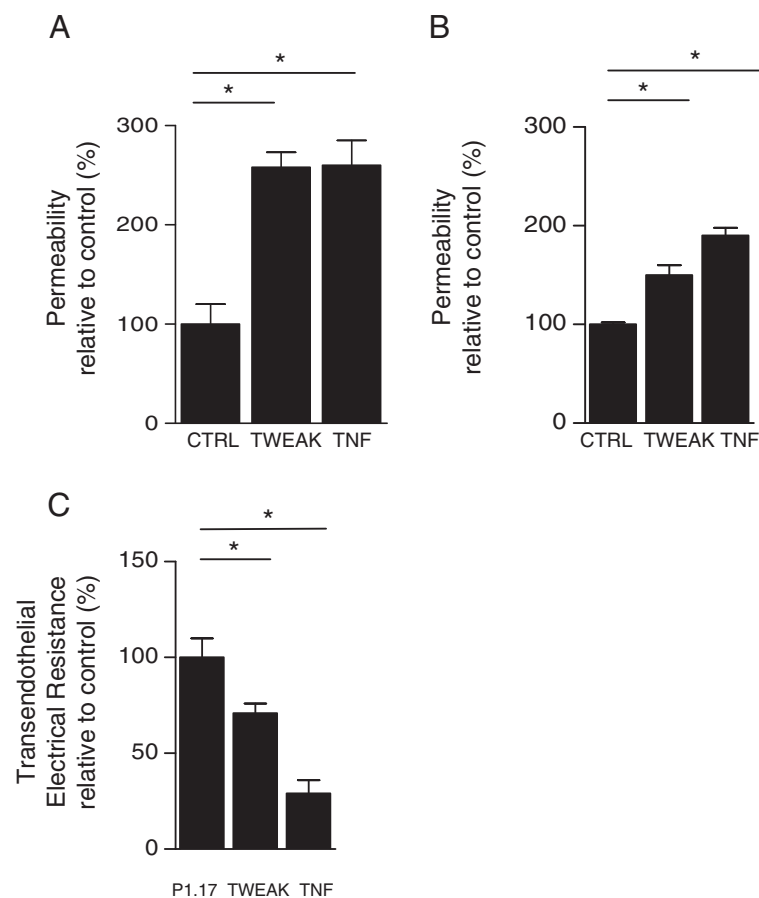 A
*
*
300
200
100
0
Permeability
relative to control (%)
CTRL TWEAK TNF
B
*
*
300
200
100
0
Permeability
relative to control (%)
CTRL TWEAK TNF
C
*
*
150
100
50
0
Transendothelial
Electrical Resistance
relative to control (%)
P1.17 TWEAK TNF